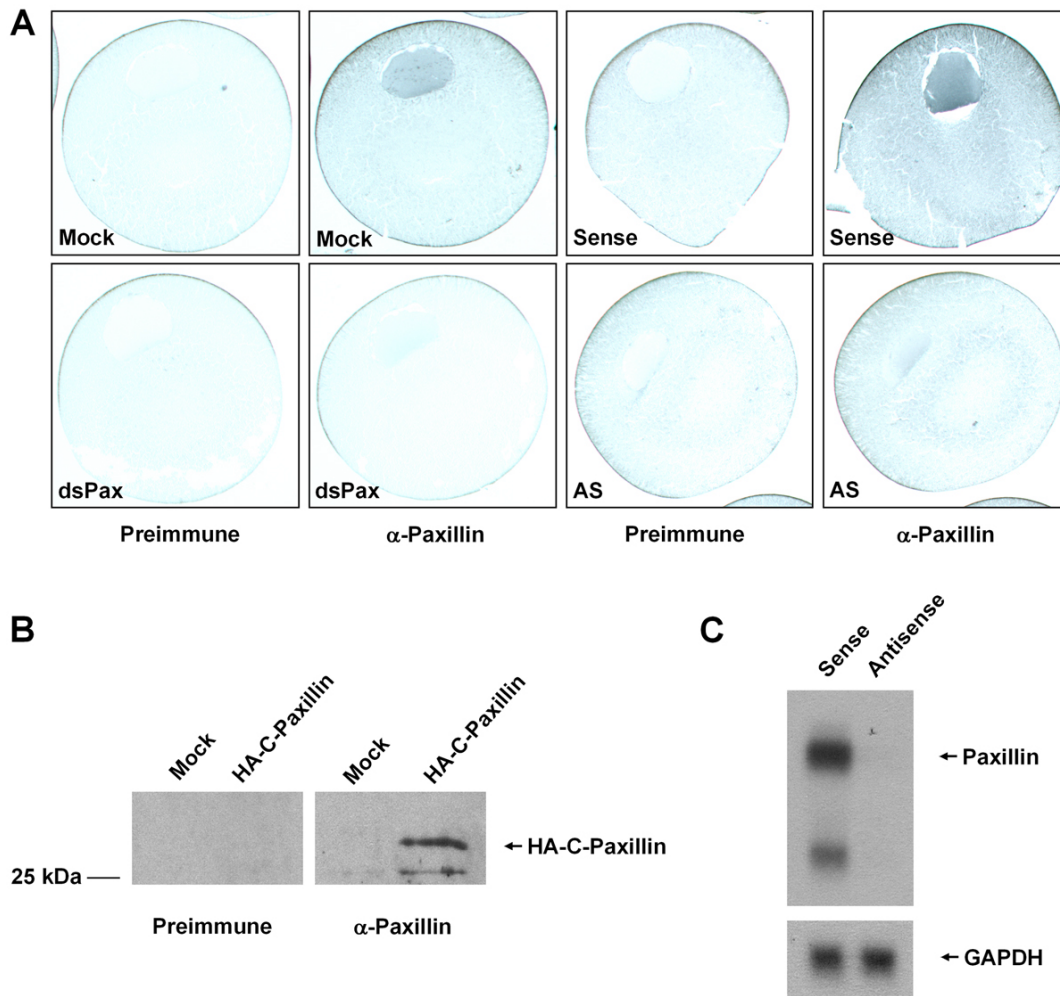 A
Mock
Mock
Sense
Sense
dsPax
dsPax
AS
AS
Preimmune
α-Paxillin
Preimmune
α-Paxillin
B
Mock
HA-C-Paxillin
Mock
HA-C-Paxillin
HA-C-Paxillin
25 kDa
Preimmune
α-Paxillin
C
Sense
Antisense
Paxillin
GAPDH